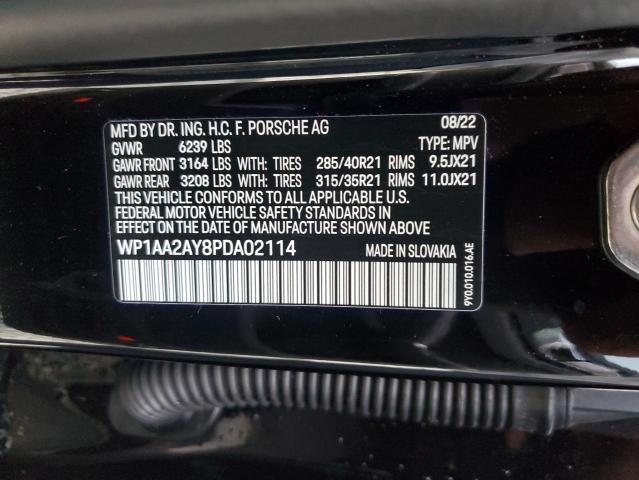 MFD BY DR. ING. H.C. F. PORSCHE AG 08/22
GVWR 6239 LBS TYPE: MPV
GAWR FRONT 3164 LBS WITH: TIRES 285/40R21 RIMS 9.5JX21
GAWR REAR 3208 LBS WITH: TIRES 315/35R21 RIMS 11.0JX21
THIS VEHICLE CONFORMS TO ALL APPLICABLE U.S.
FEDERAL MOTOR VEHICLE SAFETY STANDARDS IN
EFFECT ON THE DATE OF MANUFACTURE SHOWN ABOVE
WP1AA2AY8PDA02114 MADE IN SLOVAKIA
9Y0.010.016.AE